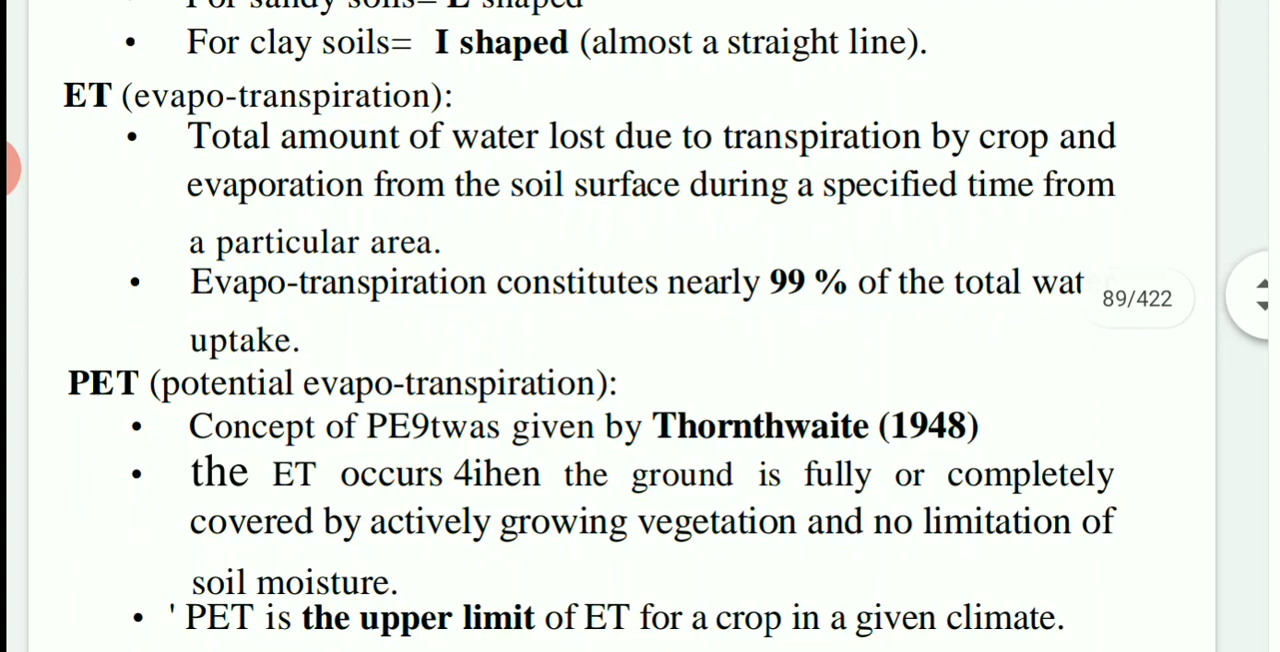 For sandy soils= L shaped
• For clay soils= I shaped (almost a straight line).
ET (evapo-transpiration):
• Total amount of water lost due to transpiration by crop and
evaporation from the soil surface during a specified time from
a particular area.
• Evapo-transpiration constitutes nearly 99 % of the total wat
89/422
uptake.
PET (potential evapo-transpiration):
• Concept of PE9twas given by Thornthwaite (1948)
• the ET occurs 4ihen the ground is fully or completely
covered by actively growing vegetation and no limitation of
soil moisture.
• ' PET is the upper limit of ET for a crop in a given climate.